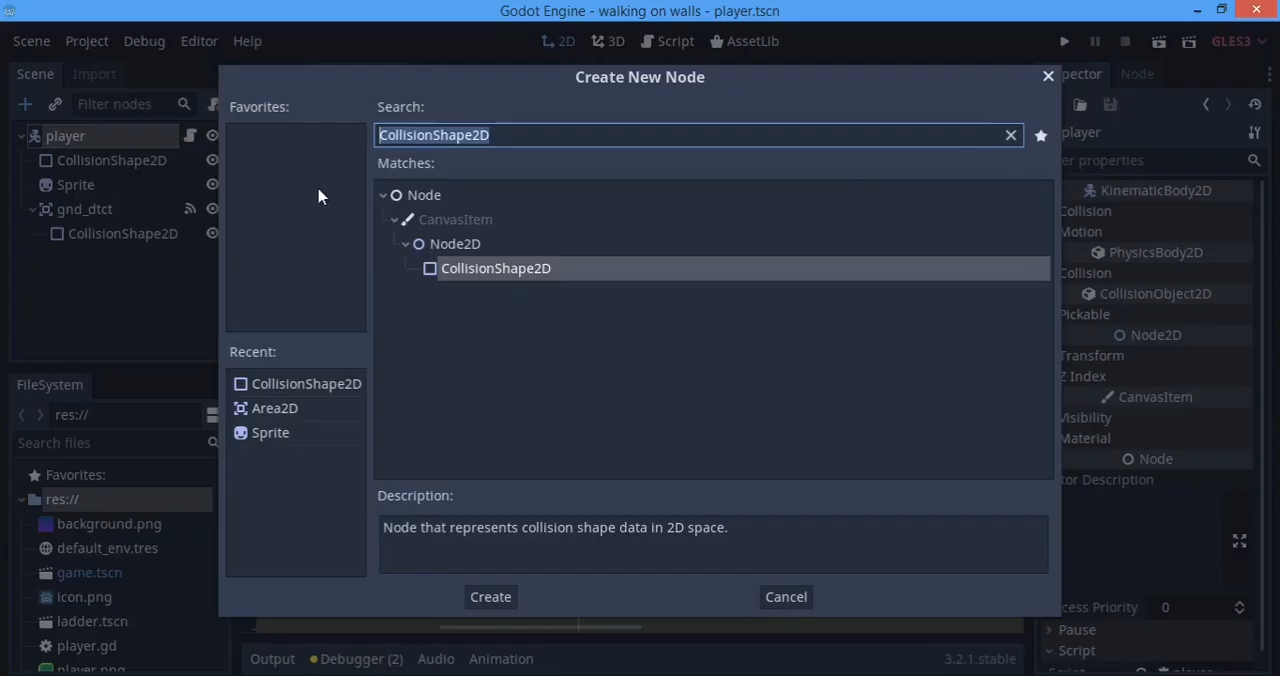 Godot Engine - walking on walls - player.tscn
Scene Project Debug Editor Help
2D 3D Script AssetLib
GLES3
Scene Import
Filter nodes
player
CollisionShape2D
Sprite
gnd_dtct
CollisionShape2D
FileSystem
res://
Search files
Favorites:
res://
background.png
default_env.tres
game.tscn
icon.png
ladder.tscn
player.gd
player.png
Create New Node
Favorites:
Recent:
CollisionShape2D
Area2D
Sprite
Search:
CollisionShape2D
Matches:
Node
CanvasItem
Node2D
CollisionShape2D
Description:
Node that represents collision shape data in 2D space.
Create Cancel
Output Debugger (2) Audio Animation 3.2.1.stable
Node
player
properties
KinematicBody2D
Collision
Motion
PhysicsBody2D
Collision
CollisionObject2D
Pickable
Node2D
Transform
Z Index
CanvasItem
Material
Node
Description
Priority 0
Pause
Script